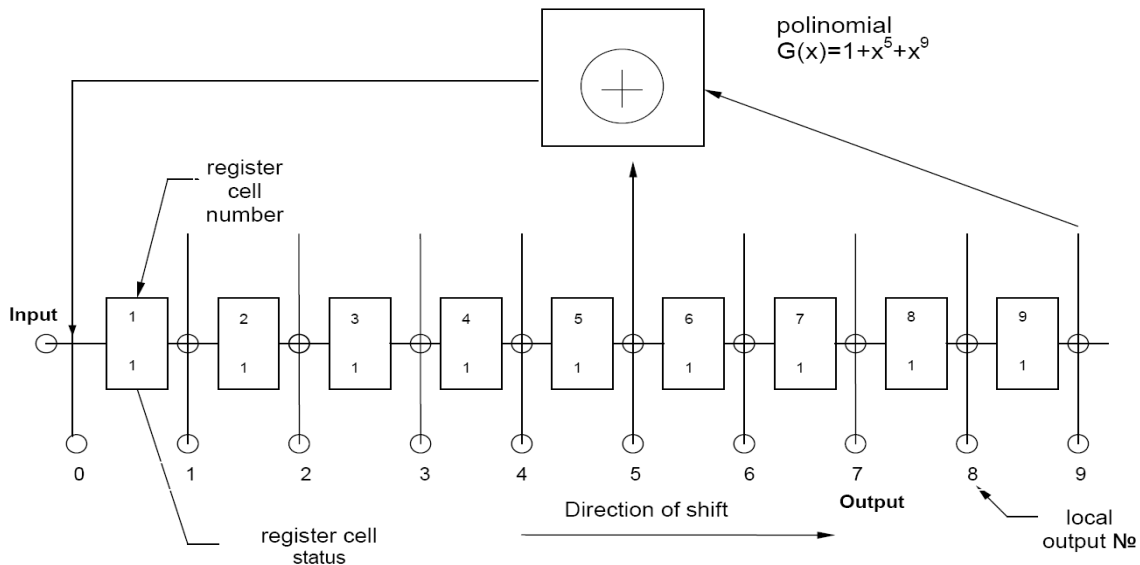 polinomial
G(x)=1+x⁵+x⁹
register
cell
number
Input
1 2 3 4 5 6 7 8 9
1 1 1 1 1 1 1 1 1
0 1 2 3 4 5 6 7 8 9
Output
Direction of shift
register cell
status
local
output №